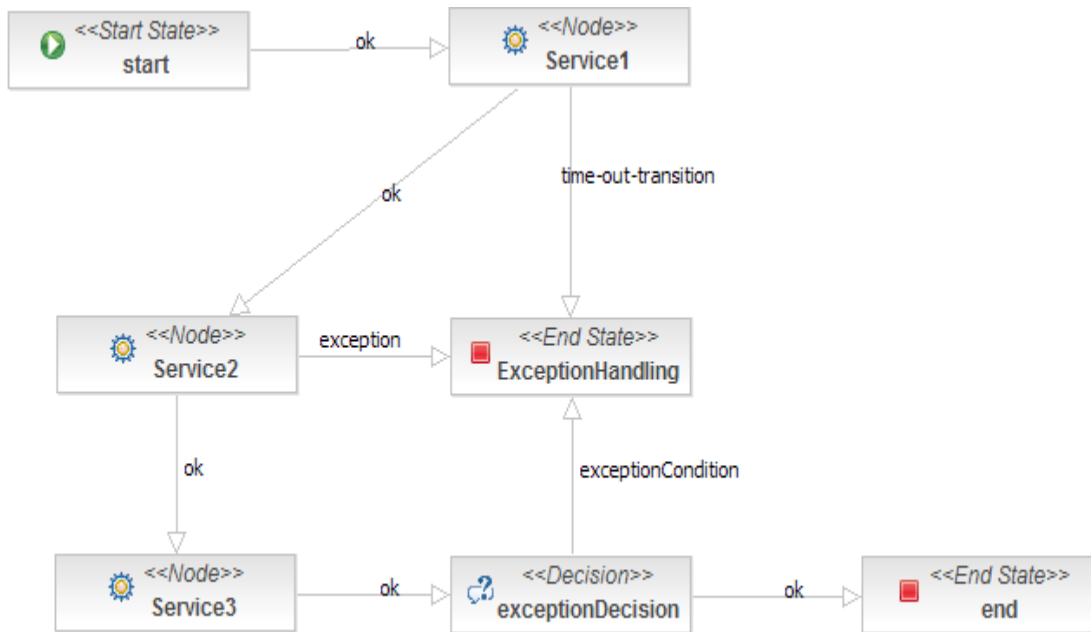 <<Start State>>
start
ok
<<Node>>
Service1
ok
time-out-transition
<<Node>>
Service2
exception
<<End State>>
ExceptionHandling
ok
exceptionCondition
<<Node>>
Service3
ok
<<Decision>>
exceptionDecision
ok
<<End State>>
end